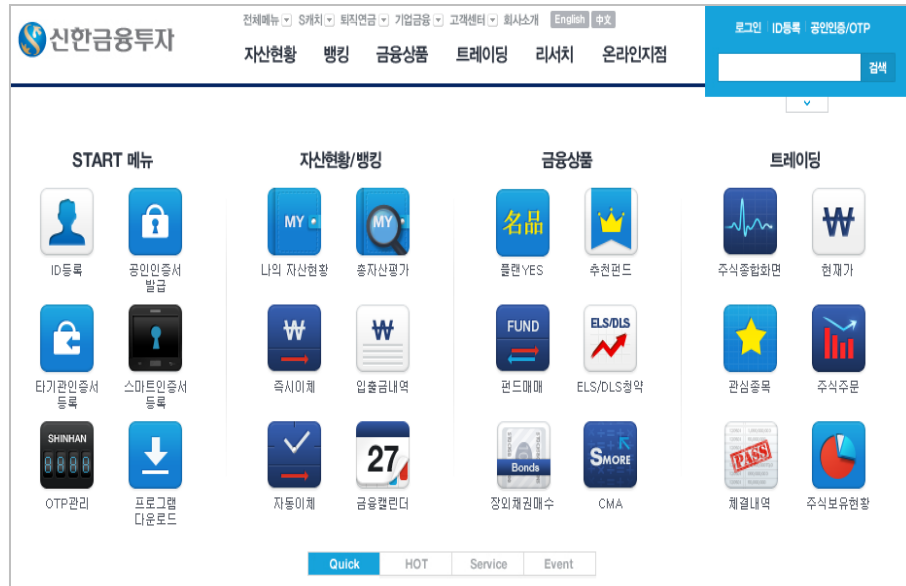 신한금융투자
전체메뉴 S캐치 퇴직연금 기업금융 고객센터 회사소개 English 中文
자산현황 뱅킹 금융상품 트레이딩 리서치 온라인지점
로그인 ID등록 공인인증/OTP
검색
START 메뉴
ID등록
공인인증서
발급
타기관인증서
등록
스마트인증서
등록
SHINHAN
8888
OTP관리
프로그램
다운로드
자산현황/뱅킹
MY
나의 자산현황
MY
총자산평가
₩
즉시이체
₩
입출금내역
자동이체
27
금융캘린더
금융상품
名品
플랜YES
추천펀드
FUND
펀드매매
ELS/DLS
ELS/DLS청약
Bonds
장외채권매수
SMORE
CMA
트레이딩
주식종합화면
₩
현재가
관심종목
주식주문
PASS
체결내역
주식보유현황
Quick HOT Service Event